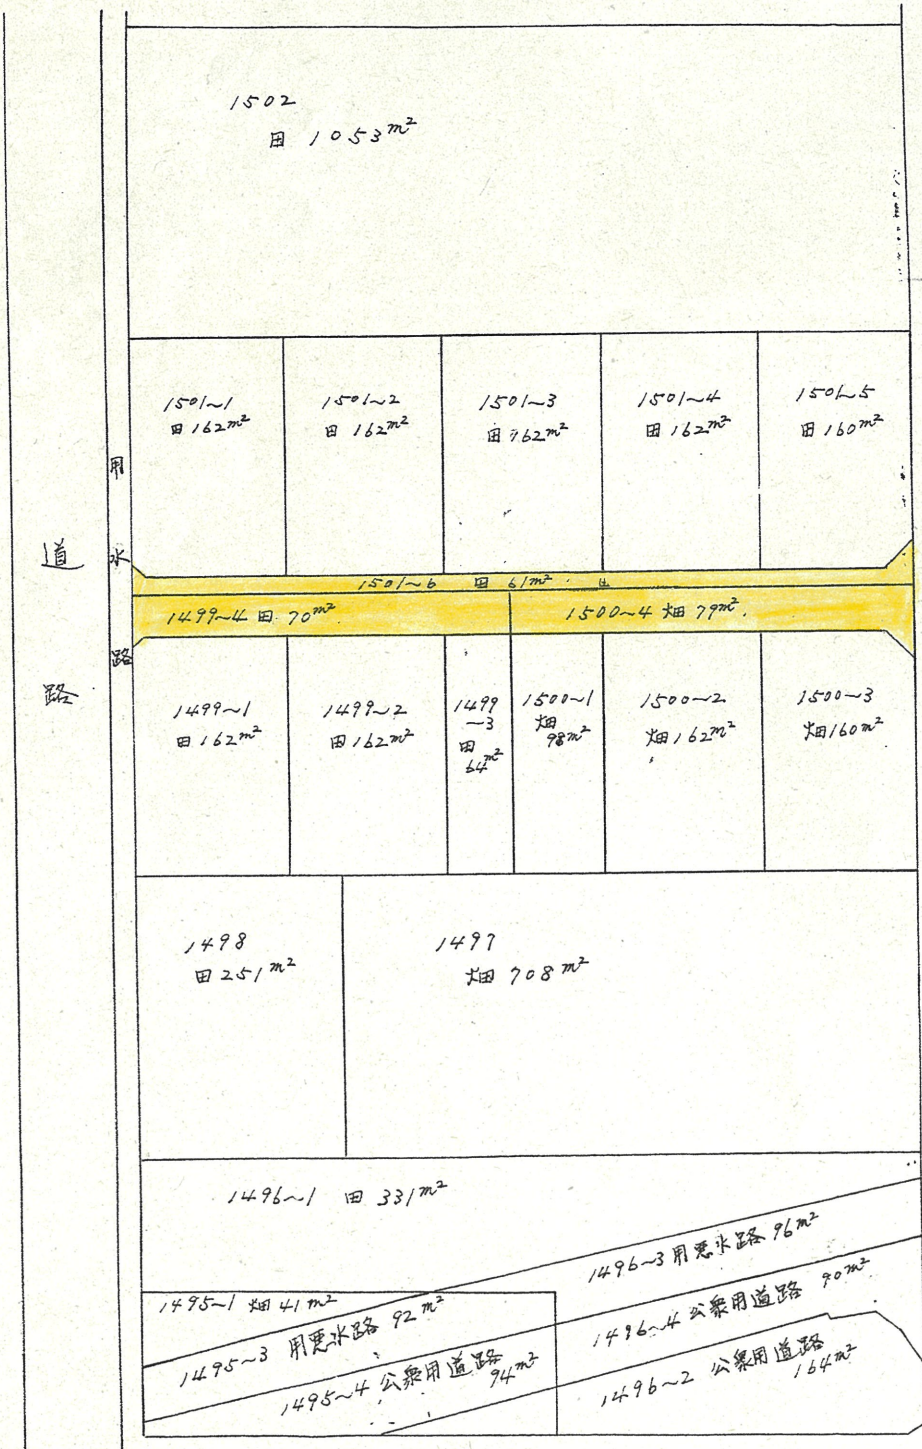 1502
田 1053m²
1501~1
田 162m²
1501~2
田 162m²
1501~3
田 162m²
1501~4
田 162m²
1501~5
田 160m²
用水路
道路
1501~6 田 61m²
1499~4 田 70m²
1500~4 畑 79m²
1499~1
田 162m²
1499~2
田 162m²
1499
~3
田
64m²
1500~1
畑
98m²
1500~2
畑 162m²
1500~3
畑 160m²
1498
田 251m²
1497
畑 708m²
1496~1 田 331m²
1496~3 用悪水路 96m²
1495~1 畑 41m²
1495~3 用悪水路 92m²
1496~4 公衆用道路 90m²
1495~4 公衆用道路
94m²
1496~2 公衆用道路
164m²